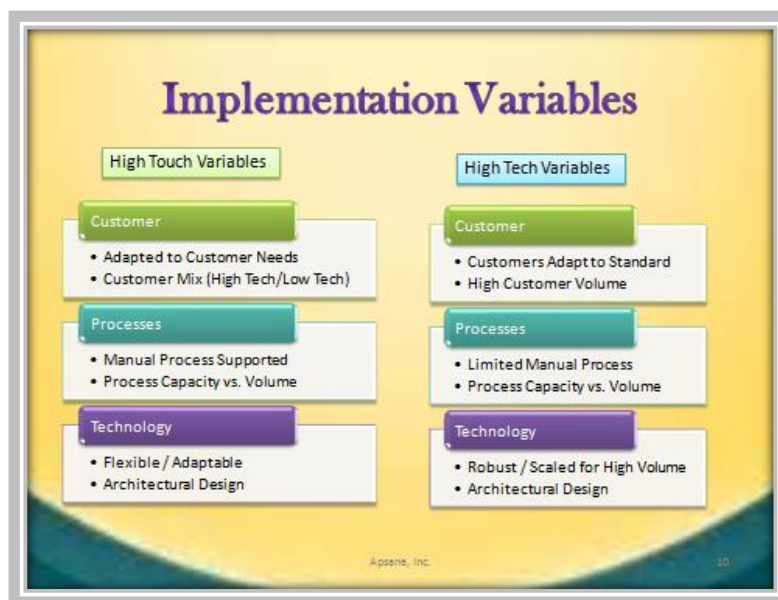 Implementation Variables
High Touch Variables
Customer
• Adapted to Customer Needs
• Customer Mix (High Tech/Low Tech)
Processes
• Manual Process Supported
• Process Capacity vs. Volume
Technology
• Flexible / Adaptable
• Architectural Design
High Tech Variables
Customer
• Customers Adapt to Standard
• High Customer Volume
Processes
• Limited Manual Process
• Process Capacity vs. Volume
Technology
• Robust / Scaled for High Volume
• Architectural Design
Inc.
10